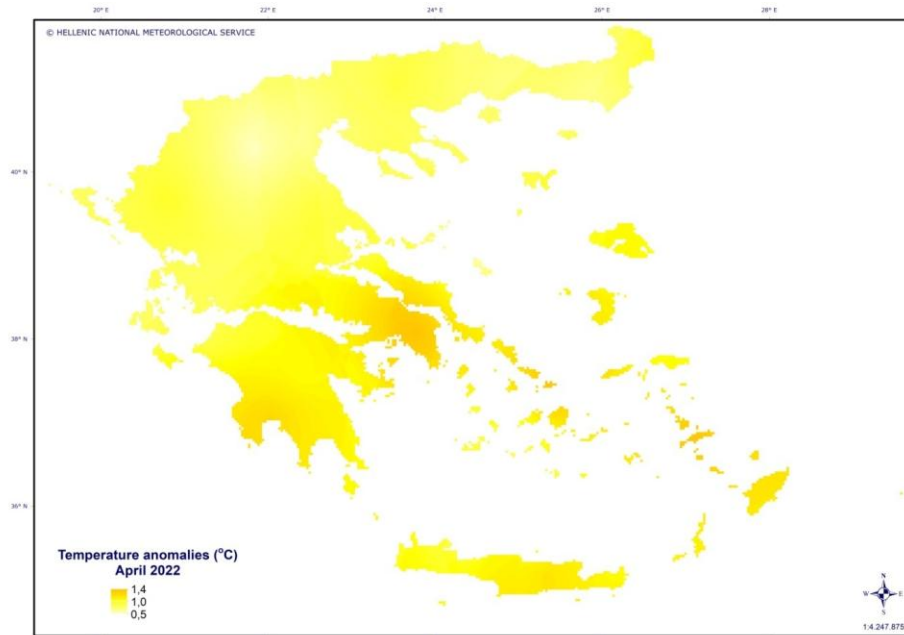 20° E 22° E 24° E 26° E 28° E
© HELLENIC NATIONAL METEOROLOGICAL SERVICE
40° N
38° N
36° N
Temperature anomalies (°C)
April 2022
1,4
1,0
0,5
N
W E
S
1:4.247.875